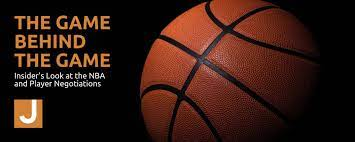 THE GAME
BEHIND
THE GAME
Insider's Look at the NBA
and Player Negotiations
J